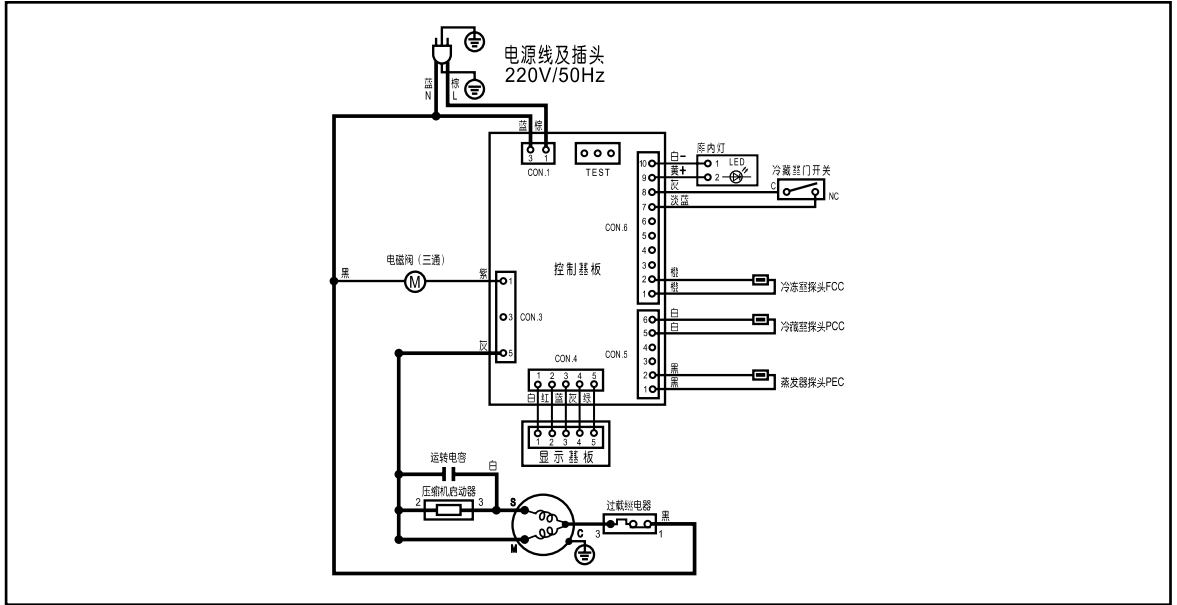 电源线及插头
220V/50Hz
蓝 棕
N L
蓝 棕
3 1
CON.1
TEST
10 白-
9 黄+
8 灰
7 淡蓝
6
5
4
3
2 橙
1 橙
CON.6
库内灯
1 LED
2
冷藏室门开关
C
NC
冷冻室探头FCC
控制基板
电磁阀（三通）
黑
M
紫
1
3
5
CON.3
灰
6 白
5 白
4
3
2 黑
1 黑
CON.5
冷藏室探头PCC
蒸发器探头PEC
CON.4
1 2 3 4 5
白 红 蓝 灰 绿
1 2 3 4 5
显示基板
运转电容
白
压缩机启动器
2 3
S
M
C
过载继电器
3 1
黑